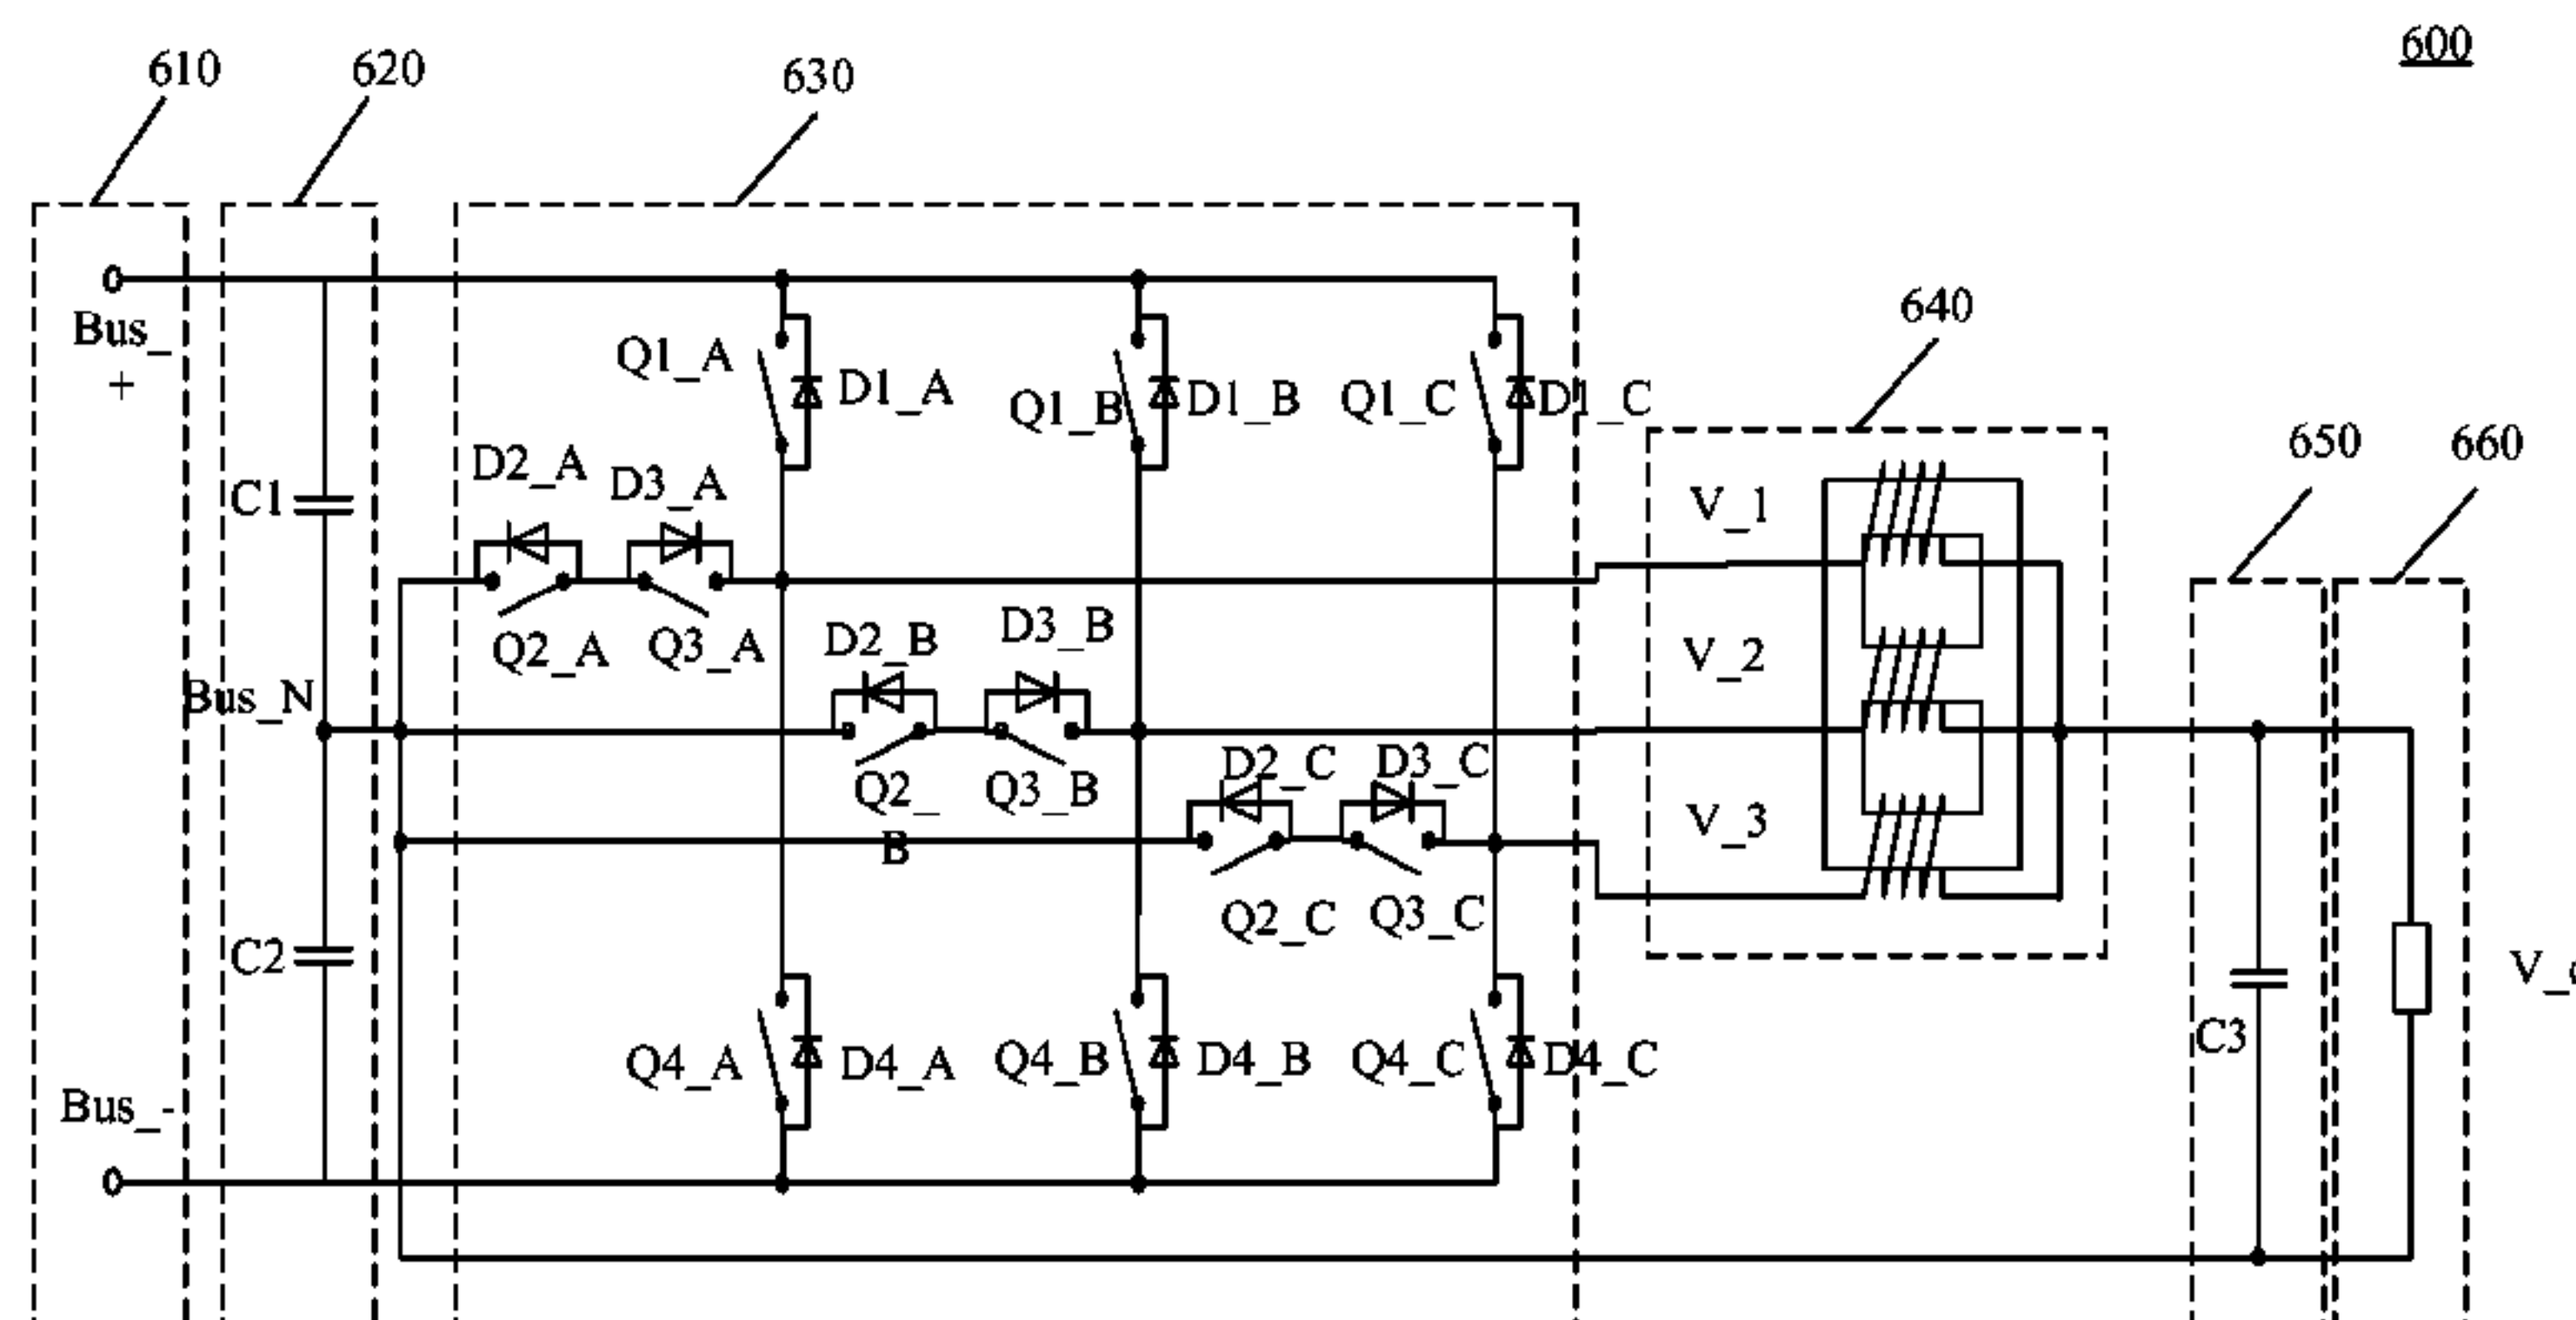 600
610
620
630
640
650
660
Bus_
+
Q1_A
D1_A
Q1_B
D1_B
Q1_C
D1_C
C1
D2_A
D3_A
Q2_A
Q3_A
V_1
Bus_N
D2_B
D3_B
V_2
Q2_
B
Q3_B
D2_C
D3_C
V_3
Q2_C
Q3_C
C2
Bus_-
Q4_A
D4_A
Q4_B
D4_B
Q4_C
D4_C
C3